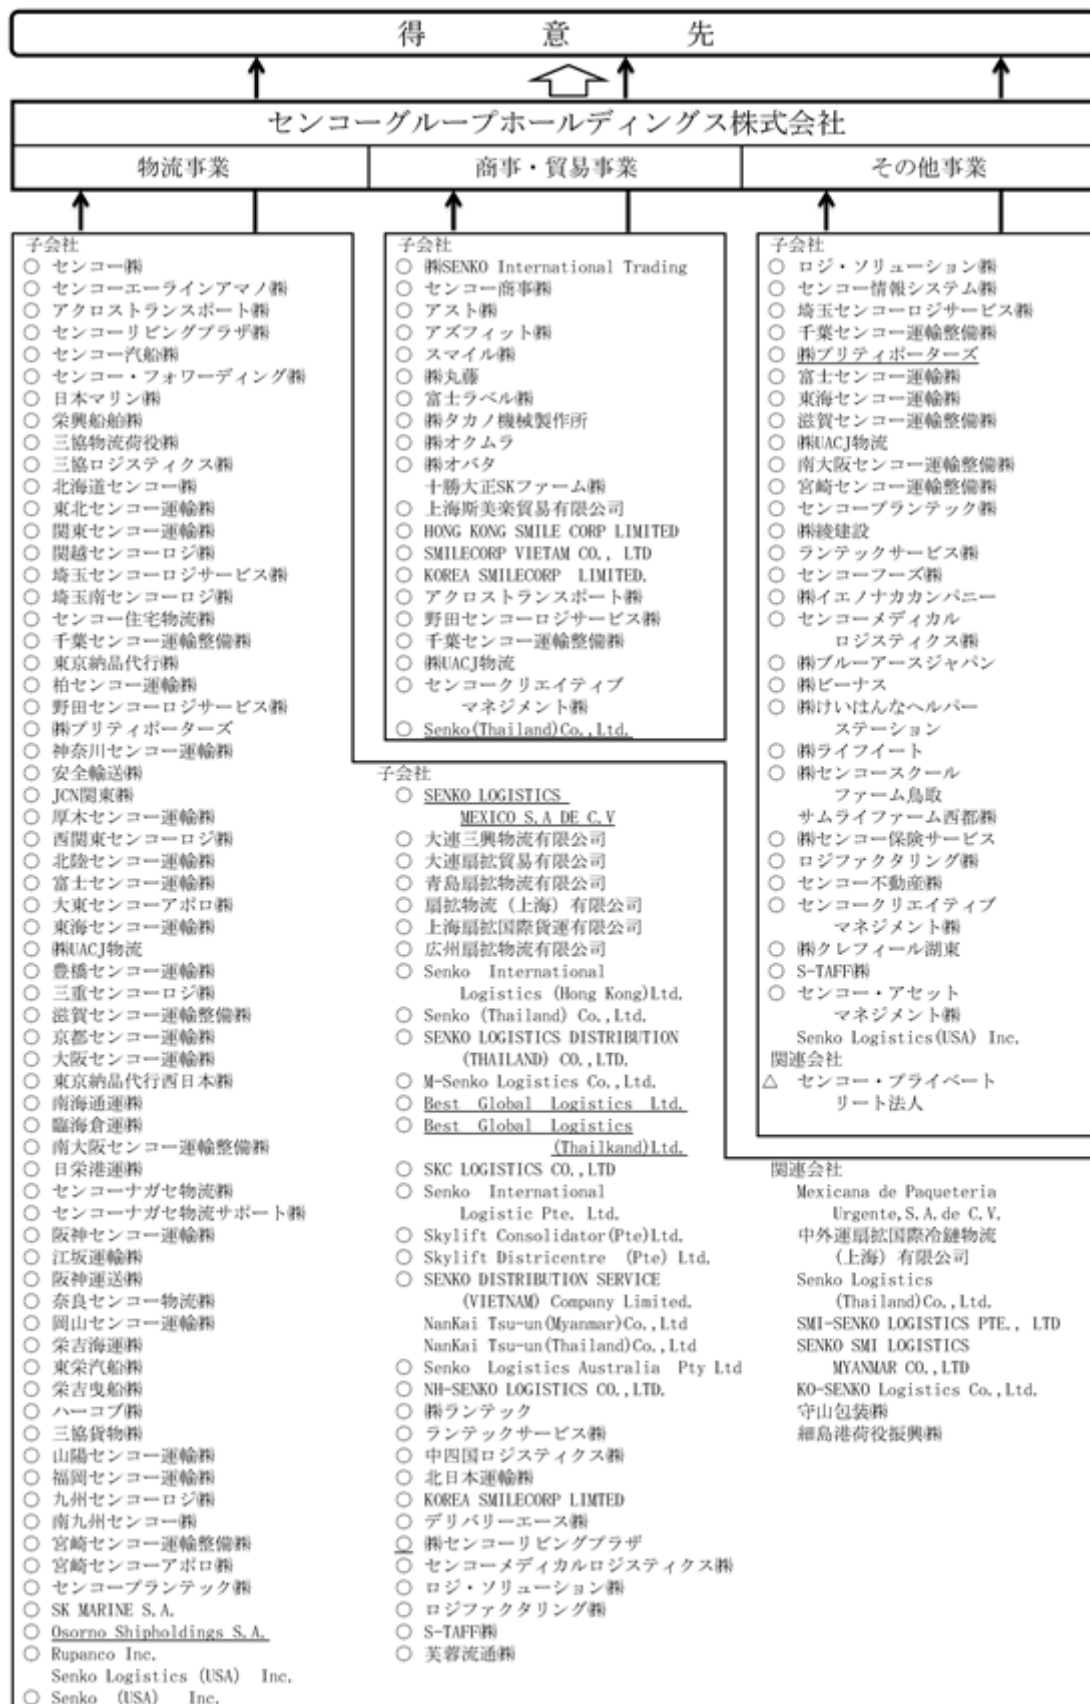 得意先
センコーグループホールディングス株式会社
物流事業
商事・貿易事業
その他事業
子会社
○ センコー㈱
○ センコーエーラインアマノ㈱
○ アクロストランスポート㈱
○ センコーリビングプラザ㈱
○ センコー汽船㈱
○ センコー・フォワーディング㈱
○ 日本マリン㈱
○ 栄興船舶㈱
○ 三協物流荷役㈱
○ 三協ロジスティクス㈱
○ 北海道センコー㈱
○ 東北センコー運輸㈱
○ 関東センコー運輸㈱
○ 関越センコーロジ㈱
○ 埼玉センコーロジサービス㈱
○ 埼玉南センコーロジ㈱
○ センコー住宅物流㈱
○ 千葉センコー運輸整備㈱
○ 東京納品代行㈱
○ 柏センコー運輸㈱
○ 野田センコーロジサービス㈱
○ ㈱プリティポーターズ
○ 神奈川センコー運輸㈱
○ 安全輸送㈱
○ JCN関東㈱
○ 厚木センコー運輸㈱
○ 西関東センコーロジ㈱
○ 北陸センコー運輸㈱
○ 富士センコー運輸㈱
○ 大東センコーアポロ㈱
○ 東海センコー運輸㈱
○ ㈱UACJ物流
○ 豊橋センコー運輸㈱
○ 三重センコーロジ㈱
○ 滋賀センコー運輸整備㈱
○ 京都センコー運輸㈱
○ 大阪センコー運輸㈱
○ 東京納品代行西日本㈱
○ 南海通運㈱
○ 臨海倉運㈱
○ 南大阪センコー運輸整備㈱
○ 日栄港運㈱
○ センコーナガセ物流㈱
○ センコーナガセ物流サポート㈱
○ 阪神センコー運輸㈱
○ 江坂運輸㈱
○ 阪神運送㈱
○ 奈良センコー物流㈱
○ 岡山センコー運輸㈱
○ 栄吉海運㈱
○ 東栄汽船㈱
○ 栄吉曳船㈱
○ ハーコブ㈱
○ 三協貨物㈱
○ 山陽センコー運輸㈱
○ 福岡センコー運輸㈱
○ 九州センコーロジ㈱
○ 南九州センコー㈱
○ 宮崎センコー運輸整備㈱
○ 宮崎センコーアポロ㈱
○ センコープランテック㈱
○ SK MARINE S.A.
○ Osorno Shipholdings S.A.
○ Rupanco Inc.
Senko Logistics (USA) Inc.
○ Senko (USA) Inc.
子会社
○ ㈱SENKO International Trading
○ センコー商事㈱
○ アスト㈱
○ アズフィット㈱
○ スマイル㈱
○ ㈱丸藤
○ 富士ラベル㈱
○ ㈱タカノ機械製作所
○ ㈱オクムラ
○ ㈱オバタ
十勝大正SKファーム㈱
○ 上海斯美楽貿易有限公司
○ HONG KONG SMILE CORP LIMITED
○ SMILECORP VIETAM CO., LTD
○ KOREA SMILECORP LIMITED.
○ アクロストランスポート㈱
○ 野田センコーロジサービス㈱
○ 千葉センコー運輸整備㈱
○ ㈱UACJ物流
○ センコークリエイティブ
マネジメント㈱
○ Senko(Thailand)Co.,Ltd.
子会社
○ SENKO LOGISTICS
MEXICO S.A DE C.V
○ 大連三興物流有限公司
○ 大連扇拡貿易有限公司
○ 青島扇拡物流有限公司
○ 扇拡物流（上海）有限公司
○ 上海扇拡国際貨運有限公司
○ 広州扇拡物流有限公司
○ Senko International
Logistics (Hong Kong)Ltd.
○ Senko (Thailand) Co.,Ltd.
○ SENKO LOGISTICS DISTRIBUTION
(THAILAND) CO.,LTD.
○ M-Senko Logistics Co.,Ltd.
○ Best Global Logistics Ltd.
○ Best Global Logistics
(Thailkand)Ltd.
○ SKC LOGISTICS CO.,LTD
○ Senko International
Logistic Pte. Ltd.
○ Skylift Consolidator(Pte)Ltd.
○ Skylift Districentre (Pte) Ltd.
○ SENKO DISTRIBUTION SERVICE
(VIETNAM) Company Limited.
NanKai Tsu-un(Myanmar)Co.,Ltd
NanKai Tsu-un(Thailand)Co.,Ltd
○ Senko Logistics Australia Pty Ltd
○ NH-SENKO LOGISTICS CO.,LTD.
○ ㈱ランテック
○ ランテックサービス㈱
○ 中四国ロジスティクス㈱
○ 北日本運輸㈱
○ KOREA SMILECORP LIMTED
○ デリバリーエース㈱
○ ㈱センコーリビングプラザ
○ センコーメディカルロジスティクス㈱
○ ロジ・ソリューション㈱
○ ロジファクタリング㈱
○ S-TAFF㈱
○ 芙蓉流通㈱
子会社
○ ロジ・ソリューション㈱
○ センコー情報システム㈱
○ 埼玉センコーロジサービス㈱
○ 千葉センコー運輸整備㈱
○ ㈱プリティポーターズ
○ 富士センコー運輸㈱
○ 東海センコー運輸㈱
○ 滋賀センコー運輸整備㈱
○ ㈱UACJ物流
○ 南大阪センコー運輸整備㈱
○ 宮崎センコー運輸整備㈱
○ センコープランテック㈱
○ ㈱綾建設
○ ランテックサービス㈱
○ センコーフーズ㈱
○ ㈱イエノナカカンパニー
○ センコーメディカル
ロジスティクス㈱
○ ㈱ブルーアースジャパン
○ ㈱ビーナス
○ ㈱けいはんなヘルパー
ステーション
○ ㈱ライフイート
○ ㈱センコースクール
ファーム鳥取
サムライファーム西都㈱
○ ㈱センコー保険サービス
○ ロジファクタリング㈱
○ センコー不動産㈱
○ センコークリエイティブ
マネジメント㈱
○ ㈱クレフィール湖東
○ S-TAFF㈱
○ センコー・アセット
マネジメント㈱
Senko Logistics(USA) Inc.
関連会社
△ センコー・プライベート
リート法人
関連会社
Mexicana de Paqueteria
Urgente,S.A.de C.V.
中外運扇拡国際冷鏈物流
（上海）有限公司
Senko Logistics
(Thailand)Co.,Ltd.
SMI-SENKO LOGISTICS PTE., LTD
SENKO SMI LOGISTICS
MYANMAR CO.,LTD
KO-SENKO Logistics Co.,Ltd.
守山包装㈱
細島港荷役振興㈱